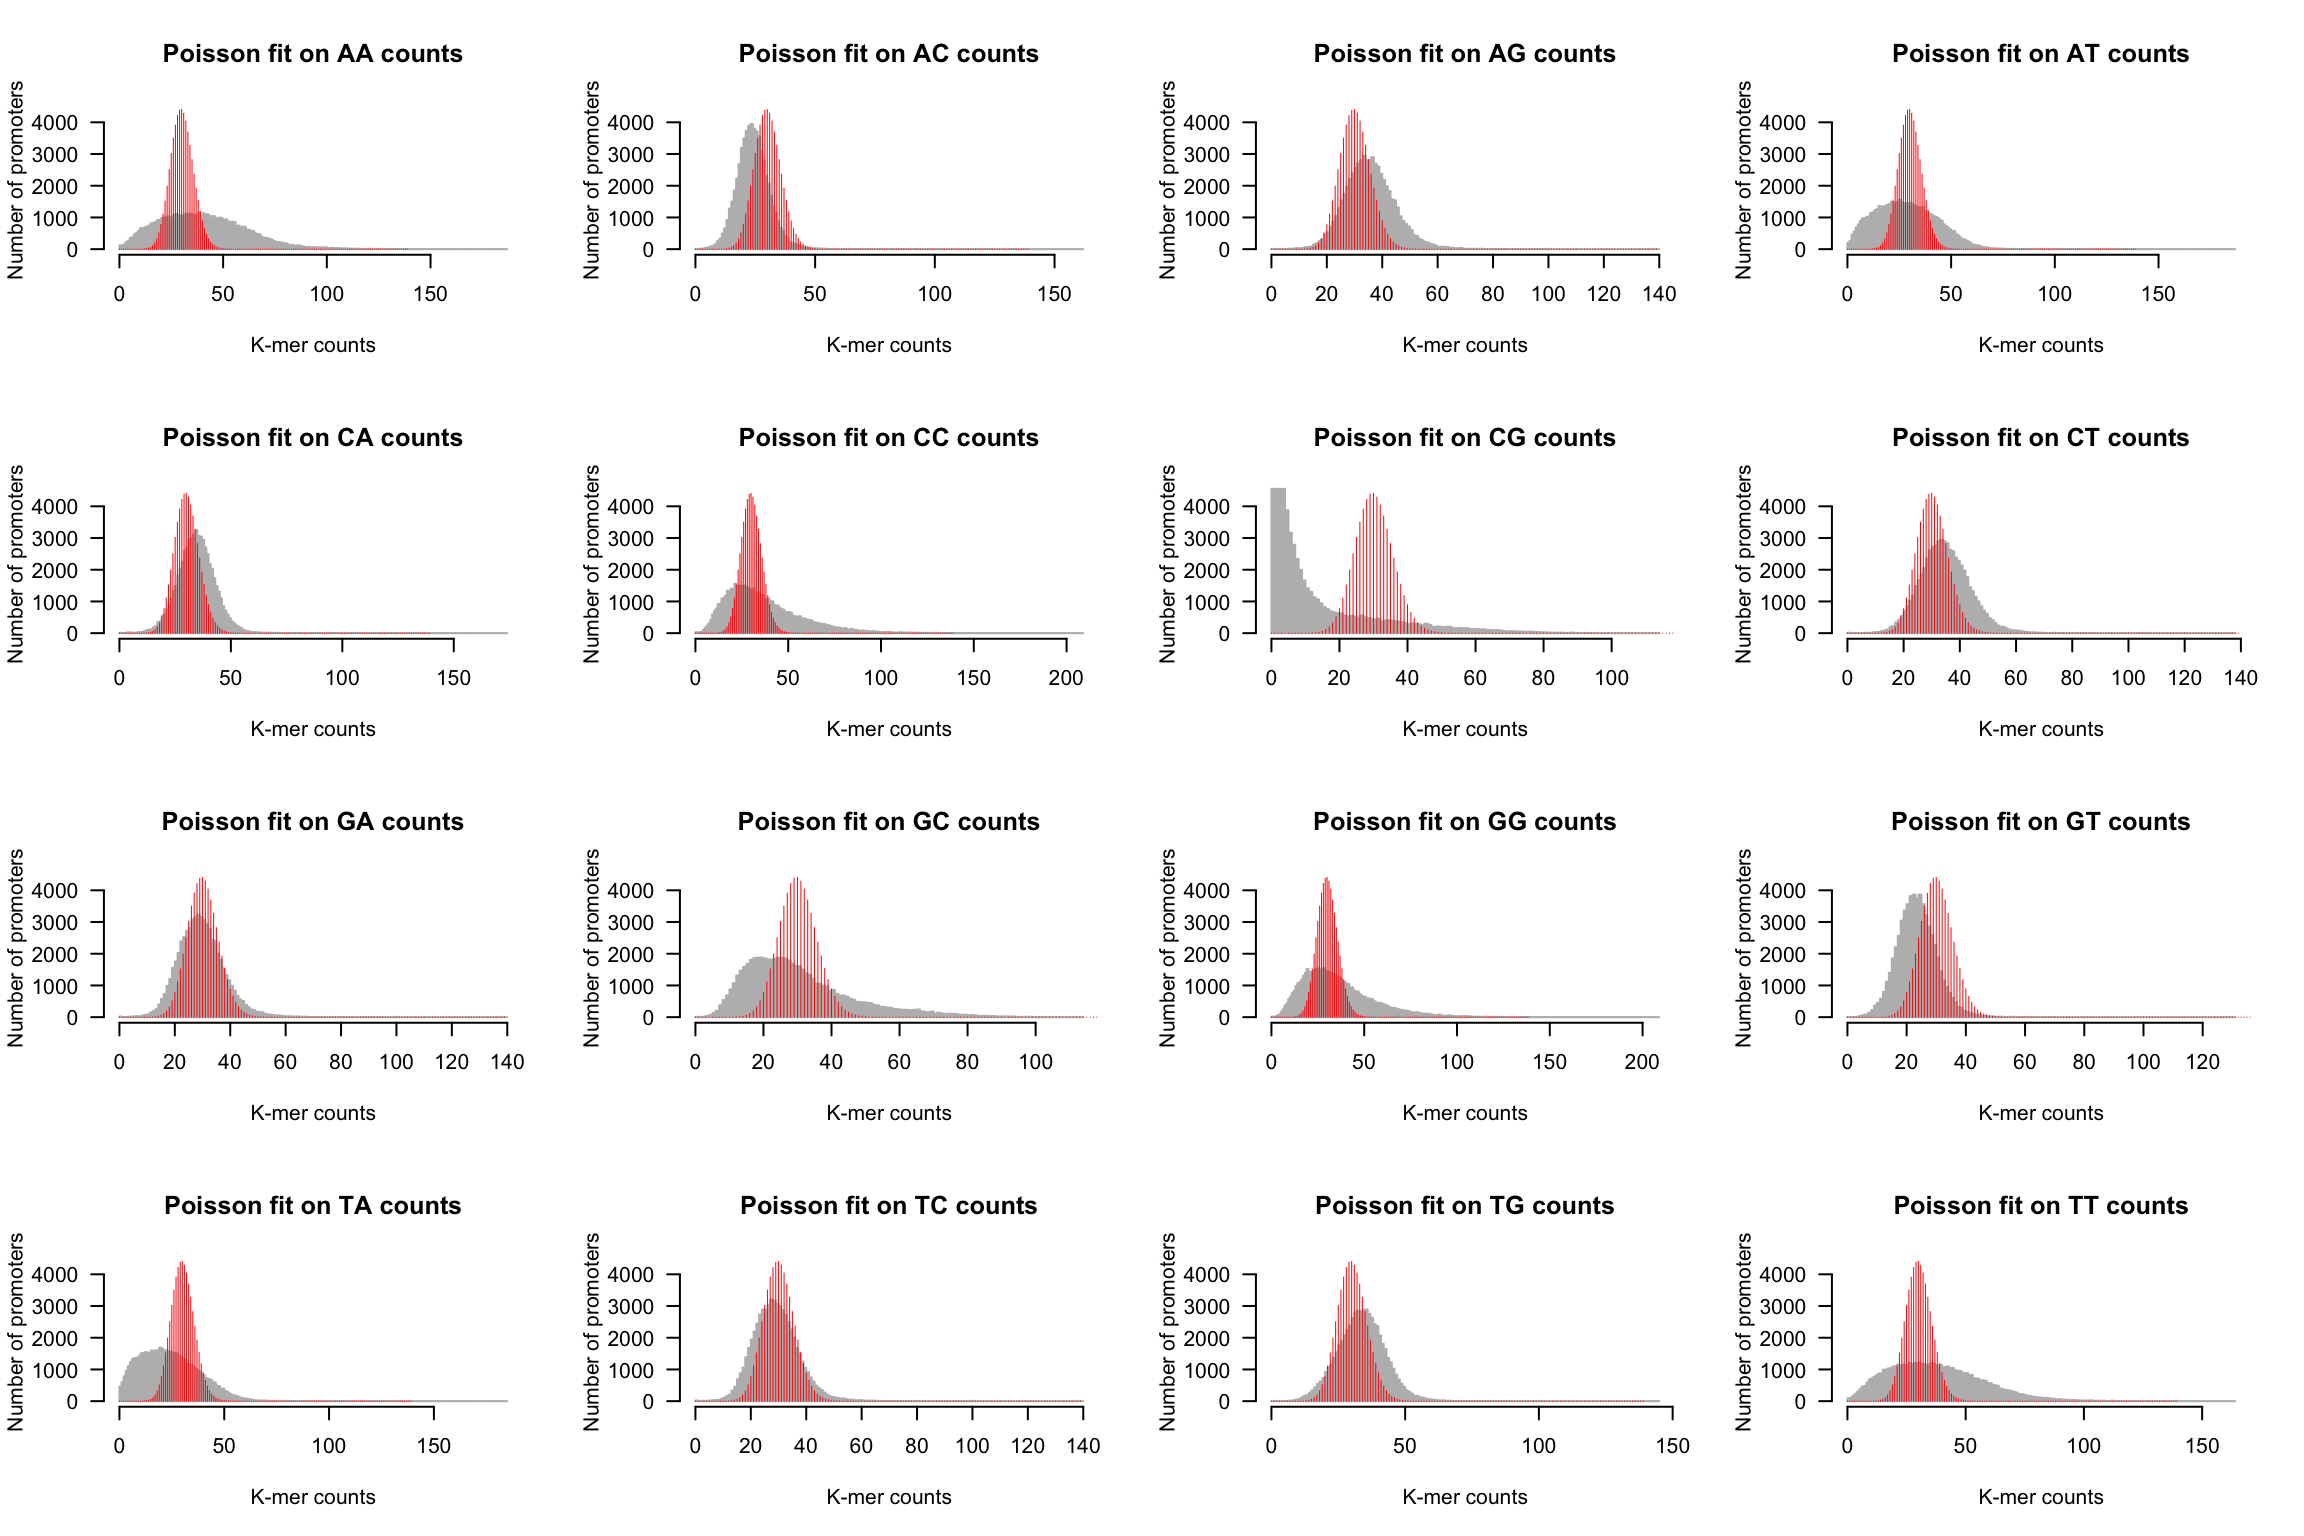 Poisson fit on AA counts
Number of promoters
4000
3000
2000
1000
0
0 50 100 150
K-mer counts
Poisson fit on AC counts
Number of promoters
4000
3000
2000
1000
0
0 50 100 150
K-mer counts
Poisson fit on AG counts
Number of promoters
4000
3000
2000
1000
0
0 20 40 60 80 100 120 140
K-mer counts
Poisson fit on AT counts
Number of promoters
4000
3000
2000
1000
0
0 50 100 150
K-mer counts
Poisson fit on CA counts
Number of promoters
4000
3000
2000
1000
0
0 50 100 150
K-mer counts
Poisson fit on CC counts
Number of promoters
4000
3000
2000
1000
0
0 50 100 150 200
K-mer counts
Poisson fit on CG counts
Number of promoters
4000
3000
2000
1000
0
0 20 40 60 80 100
K-mer counts
Poisson fit on CT counts
Number of promoters
4000
3000
2000
1000
0
0 20 40 60 80 100 120 140
K-mer counts
Poisson fit on GA counts
Number of promoters
4000
3000
2000
1000
0
0 20 40 60 80 100 120 140
K-mer counts
Poisson fit on GC counts
Number of promoters
4000
3000
2000
1000
0
0 20 40 60 80 100
K-mer counts
Poisson fit on GG counts
Number of promoters
4000
3000
2000
1000
0
0 50 100 150 200
K-mer counts
Poisson fit on GT counts
Number of promoters
4000
3000
2000
1000
0
0 20 40 60 80 100 120
K-mer counts
Poisson fit on TA counts
Number of promoters
4000
3000
2000
1000
0
0 50 100 150
K-mer counts
Poisson fit on TC counts
Number of promoters
4000
3000
2000
1000
0
0 20 40 60 80 100 120 140
K-mer counts
Poisson fit on TG counts
Number of promoters
4000
3000
2000
1000
0
0 50 100 150
K-mer counts
Poisson fit on TT counts
Number of promoters
4000
3000
2000
1000
0
0 50 100 150
K-mer counts